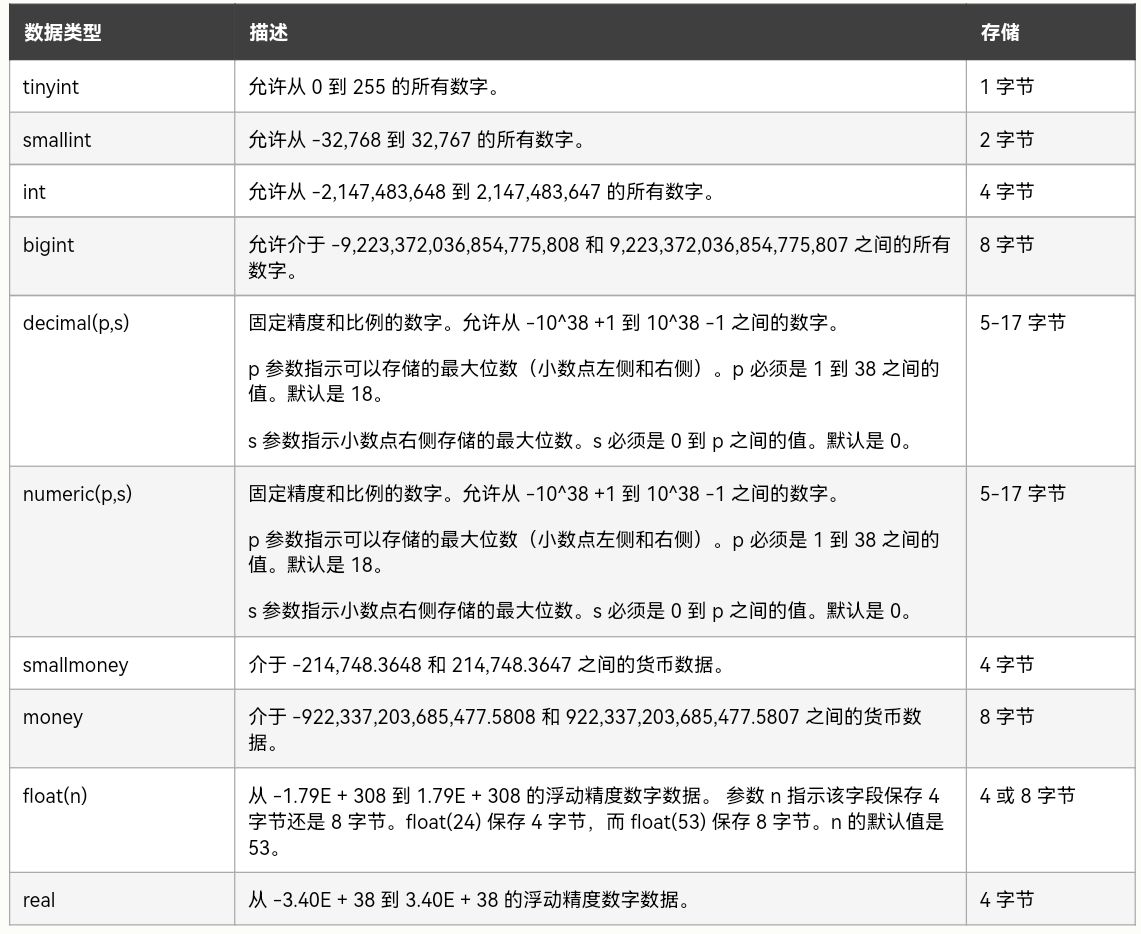 数据类型 描述 存储
tinyint 允许从 0 到 255 的所有数字。 1 字节
smallint 允许从 -32,768 到 32,767 的所有数字。 2 字节
int 允许从 -2,147,483,648 到 2,147,483,647 的所有数字。 4 字节
bigint 允许介于 -9,223,372,036,854,775,808 和 9,223,372,036,854,775,807 之间的所有 8 字节
数字。
decimal(p,s) 固定精度和比例的数字。允许从 -10^38 +1 到 10^38 -1 之间的数字。 5-17 字节
p 参数指示可以存储的最大位数（小数点左侧和右侧）。p 必须是 1 到 38 之间的
值。默认是 18。
s 参数指示小数点右侧存储的最大位数。s 必须是 0 到 p 之间的值。默认是 0。
numeric(p,s) 固定精度和比例的数字。允许从 -10^38 +1 到 10^38 -1 之间的数字。 5-17 字节
p 参数指示可以存储的最大位数（小数点左侧和右侧）。p 必须是 1 到 38 之间的
值。默认是 18。
s 参数指示小数点右侧存储的最大位数。s 必须是 0 到 p 之间的值。默认是 0。
smallmoney 介于 -214,748.3648 和 214,748.3647 之间的货币数据。 4 字节
money 介于 -922,337,203,685,477.5808 和 922,337,203,685,477.5807 之间的货币数 8 字节
据。
float(n) 从 -1.79E + 308 到 1.79E + 308 的浮动精度数字数据。 参数 n 指示该字段保存 4 4 或 8 字节
字节还是 8 字节。float(24) 保存 4 字节，而 float(53) 保存 8 字节。n 的默认值是
53。
real 从 -3.40E + 38 到 3.40E + 38 的浮动精度数字数据。 4 字节